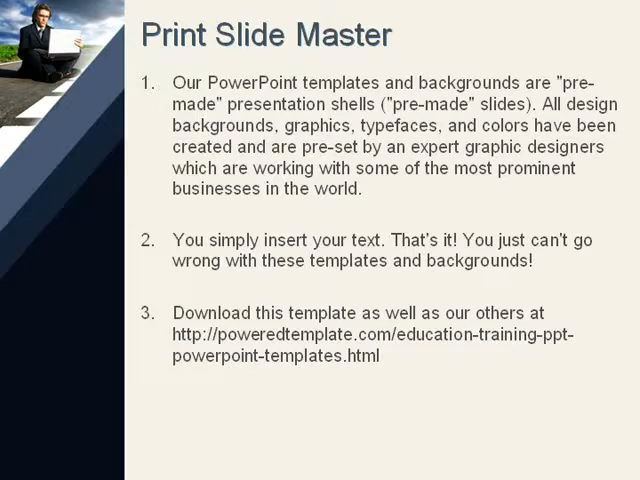 Print Slide Master
1. Our PowerPoint templates and backgrounds are "pre-
made" presentation shells ("pre-made" slides). All design
backgrounds, graphics, typefaces, and colors have been
created and are pre-set by an expert graphic designers
which are working with some of the most prominent
businesses in the world.
2. You simply insert your text. That's it! You just can't go
wrong with these templates and backgrounds!
3. Download this template as well as our others at
http://poweredtemplate.com/education-training-ppt-
powerpoint-templates.html